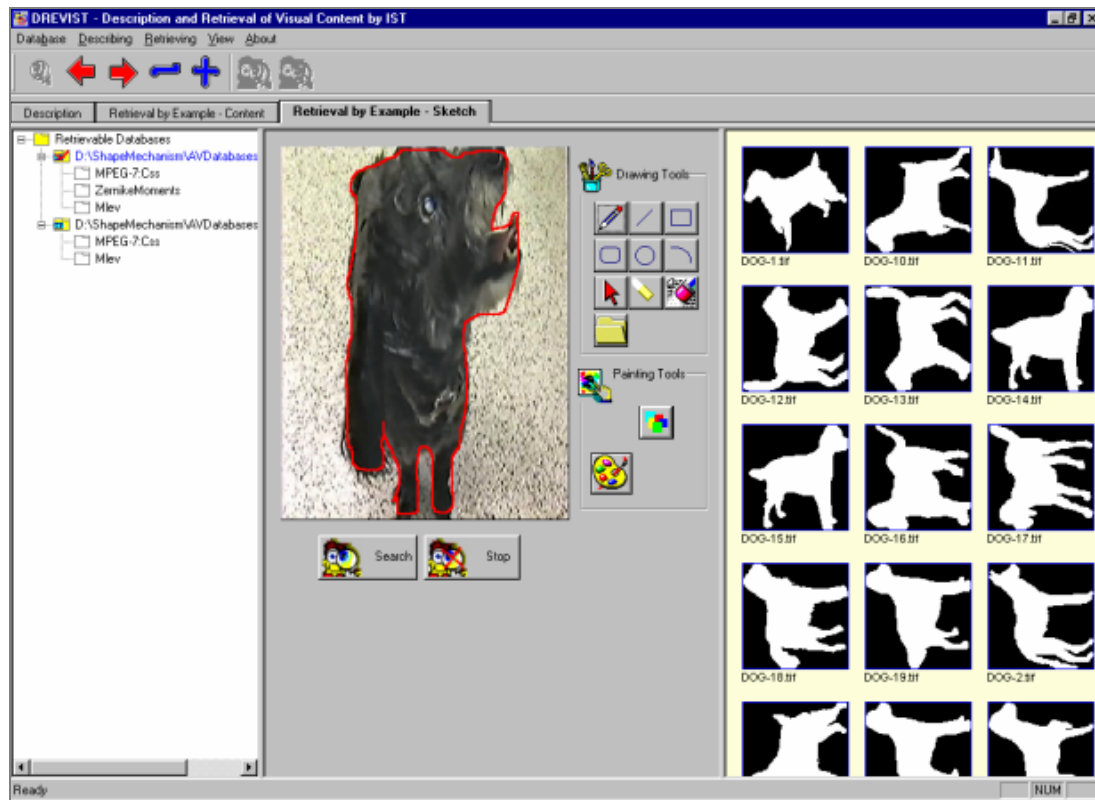 DREVIST - Description and Retrieval of Visual Content by IST
Database Describing Retrieving View About
Description Retrieval by Example - Content Retrieval by Example - Sketch
Retrievable Databases
D:\ShapeMechanism\AVDatabases
MPEG-7:Css
ZernikeMoments
Mlev
D:\ShapeMechanism\AVDatabases
MPEG-7:Css
Mlev
Drawing Tools
Painting Tools
Search Stop
DOG-1.tif DOG-10.tif DOG-11.tif
DOG-12.tif DOG-13.tif DOG-14.tif
DOG-15.tif DOG-16.tif DOG-17.tif
DOG-18.tif DOG-19.tif DOG-2.tif
Ready NUM